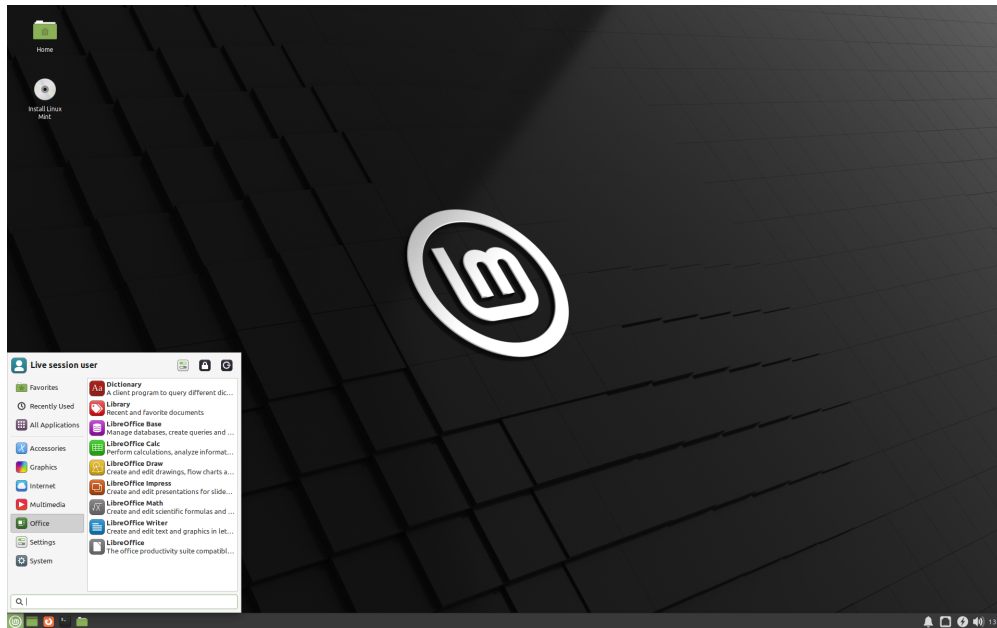 Home
Install Linux
Mint
Live session user
Favorites
Recently Used
All Applications
Accessories
Graphics
Internet
Multimedia
Office
Settings
System
Dictionary
A client program to query different dic...
Library
Recent and favorite documents
LibreOffice Base
Manage databases, create queries and ...
LibreOffice Calc
Perform calculations, analyze informat...
LibreOffice Draw
Create and edit drawings, flow charts a...
LibreOffice Impress
Create and edit presentations for slide...
LibreOffice Math
Create and edit scientific formulas and ...
LibreOffice Writer
Create and edit text and graphics in let...
LibreOffice
The office productivity suite compatibl...
13